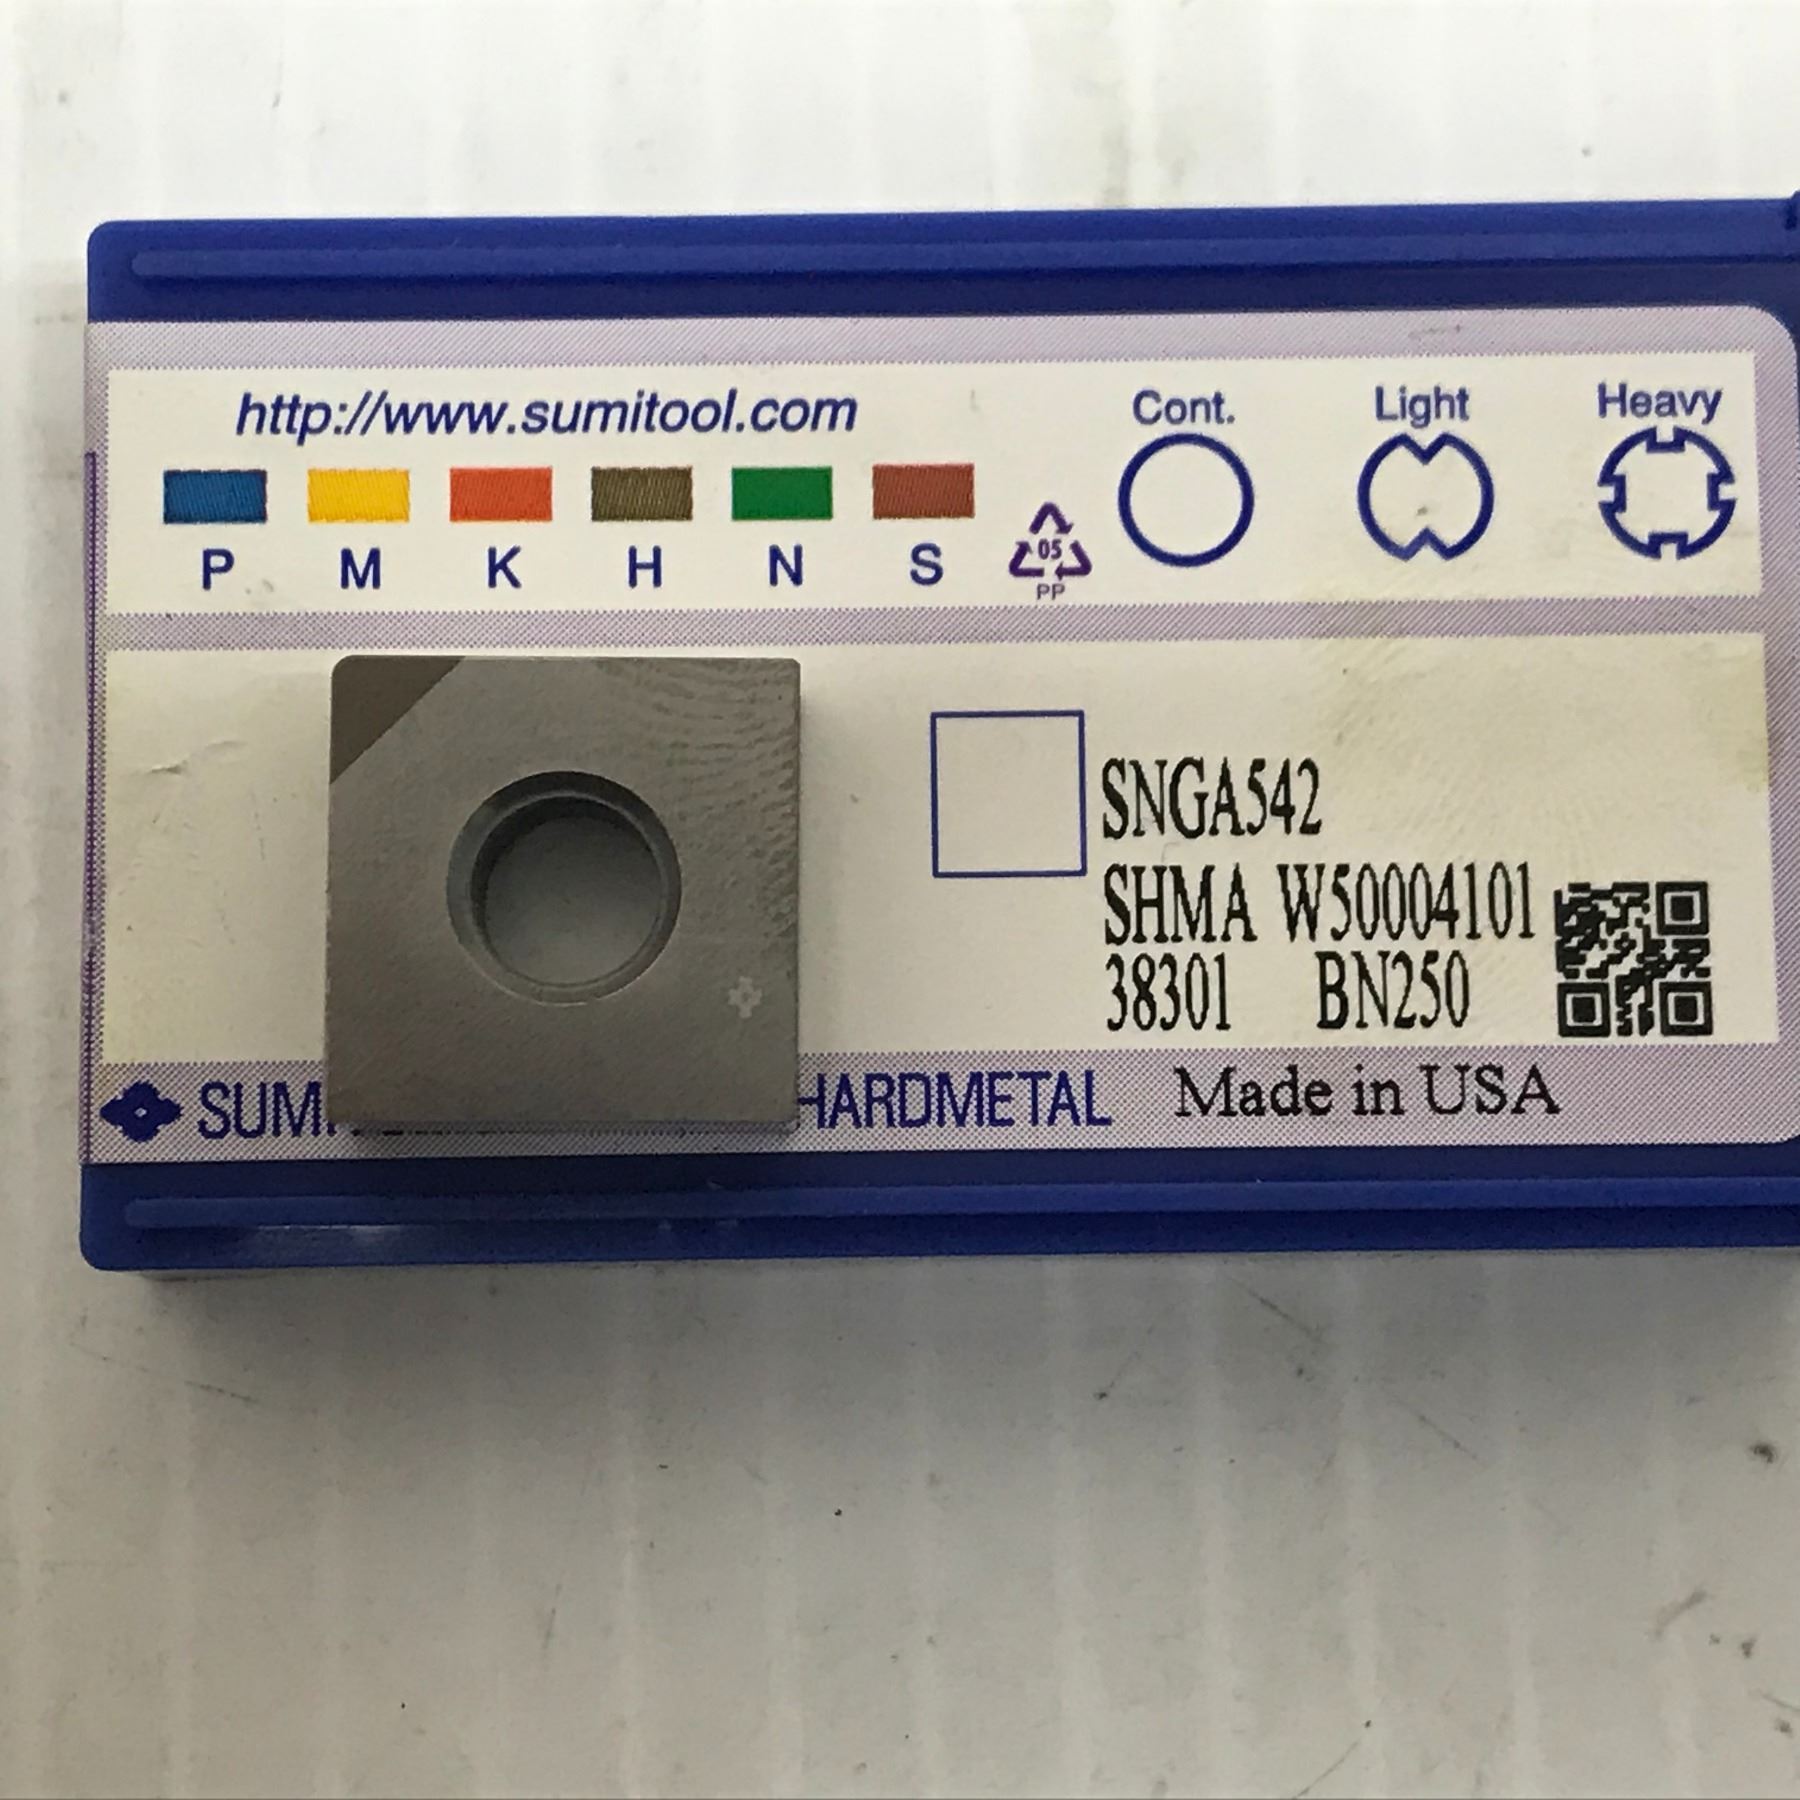 http://www.sumitool.com
P M K H N S
05
PP
Cont. Light Heavy
SNGA542
SHMA W50004101
38301 BN250
HARDMETAL Made in USA